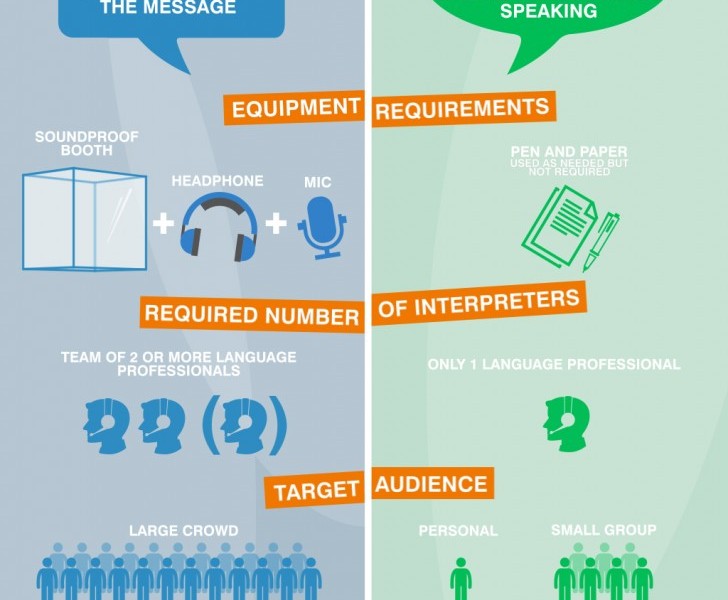 THE MESSAGE
SPEAKING
EQUIPMENT REQUIREMENTS
SOUNDPROOF
BOOTH
HEADPHONE
MIC
PEN AND PAPER
USED AS NEEDED BUT
NOT REQUIRED
REQUIRED NUMBER OF INTERPRETERS
TEAM OF 2 OR MORE LANGUAGE
PROFESSIONALS
ONLY 1 LANGUAGE PROFESSIONAL
TARGET AUDIENCE
LARGE CROWD
PERSONAL
SMALL GROUP